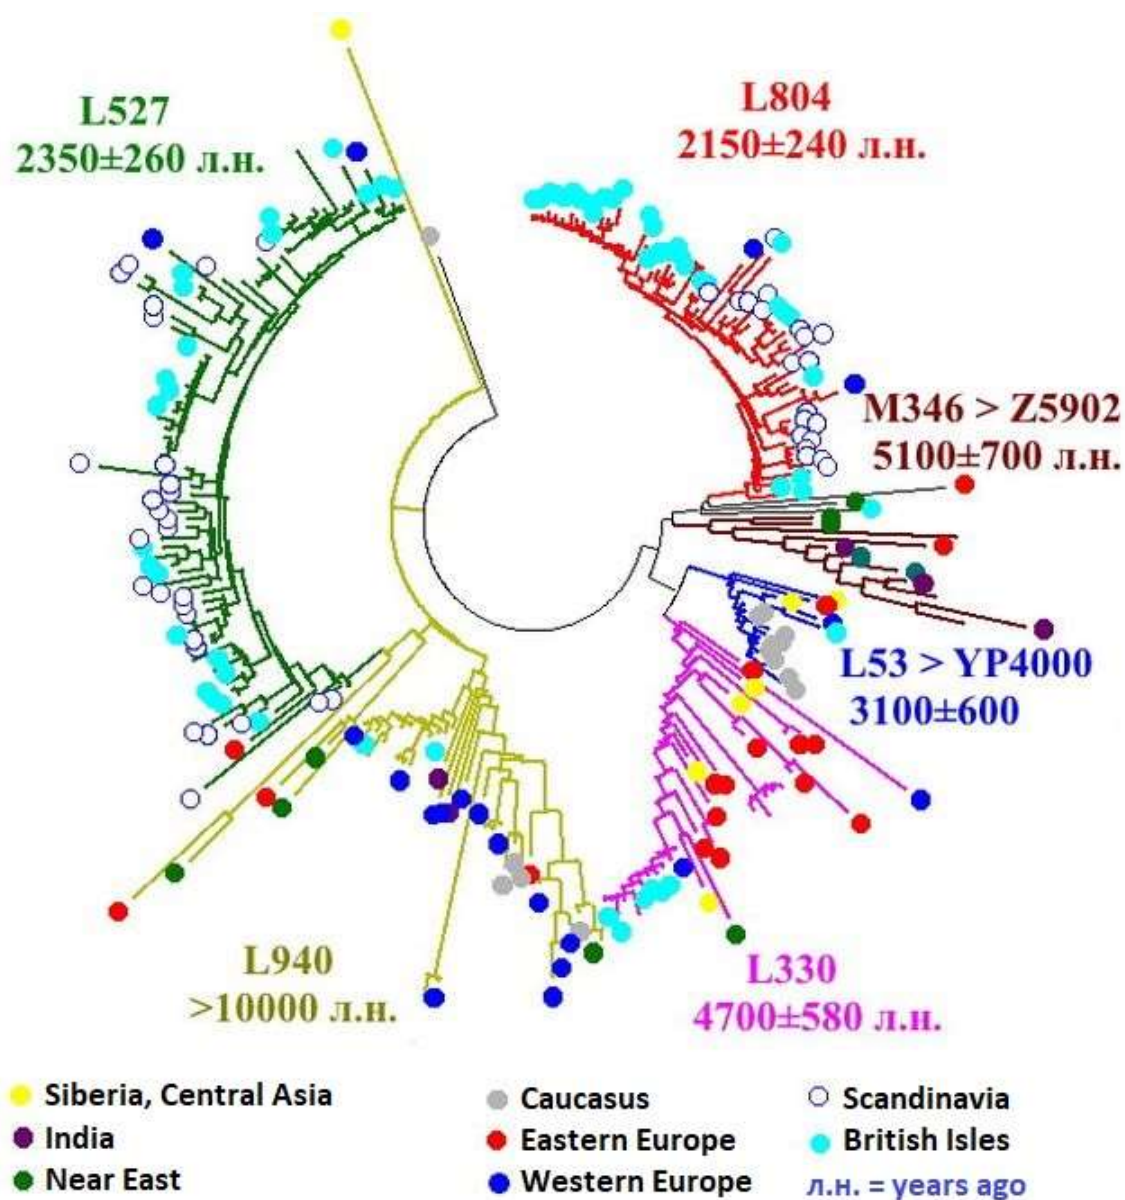 L527
2350±260 л.н.
L804
2150±240 л.н.
M346 > Z5902
5100±700 л.н.
L53 > YP4000
3100±600
L940
>10000 л.н.
L330
4700±580 л.н.
Siberia, Central Asia
India
Near East
Caucasus
Eastern Europe
Western Europe
Scandinavia
British Isles
л.н. = years ago